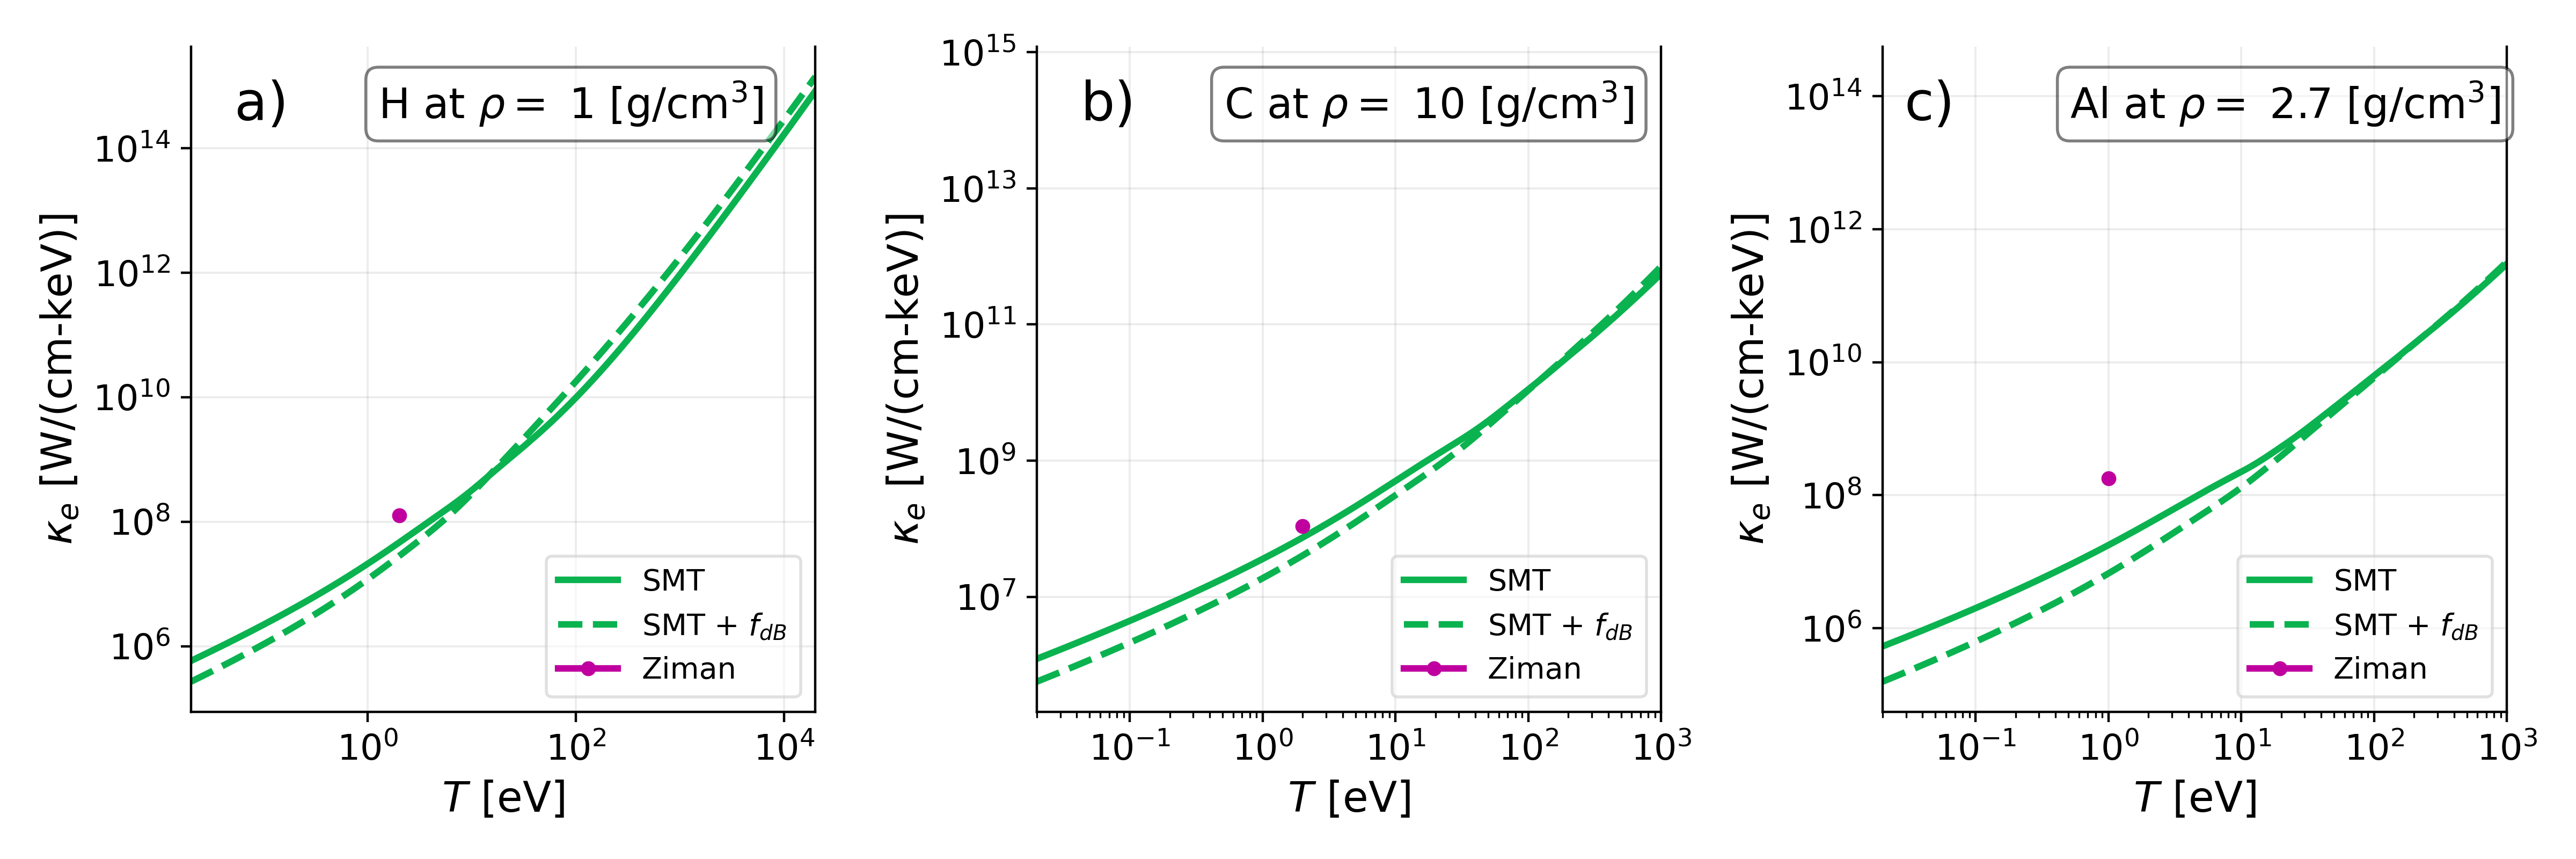 a)
H at ρ = 1 [g/cm³]
κ_e [W/(cm-keV)]
10¹⁴
10¹²
10¹⁰
10⁸
10⁶
10⁰
10²
10⁴
T [eV]
SMT
SMT + f_dB
Ziman
b)
C at ρ = 10 [g/cm³]
κ_e [W/(cm-keV)]
10¹⁵
10¹³
10¹¹
10⁹
10⁷
10⁻¹
10⁰
10¹
10²
10³
T [eV]
SMT
SMT + f_dB
Ziman
c)
Al at ρ = 2.7 [g/cm³]
κ_e [W/(cm-keV)]
10¹⁴
10¹²
10¹⁰
10⁸
10⁶
10⁻¹
10⁰
10¹
10²
10³
T [eV]
SMT
SMT + f_dB
Ziman